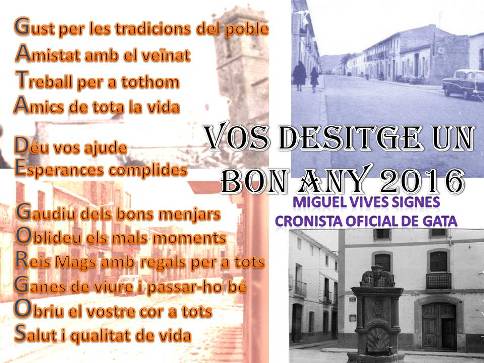 Gust per les tradicions del poble
Amistat amb el veïnat
Treball per a tothom
Amics de tota la vida
Déu vos ajude
Esperances complides
Gaudiu dels bons menjars
Oblideu els mals moments
Reis Mags amb regals per a tots
Ganes de viure i passar-ho bé
Obriu el vostre cor a tots
Salut i qualitat de vida
VOS DESITGE UN
BON ANY 2016
MIGUEL VIVES SIGNES
CRONISTA OFICIAL DE GATA